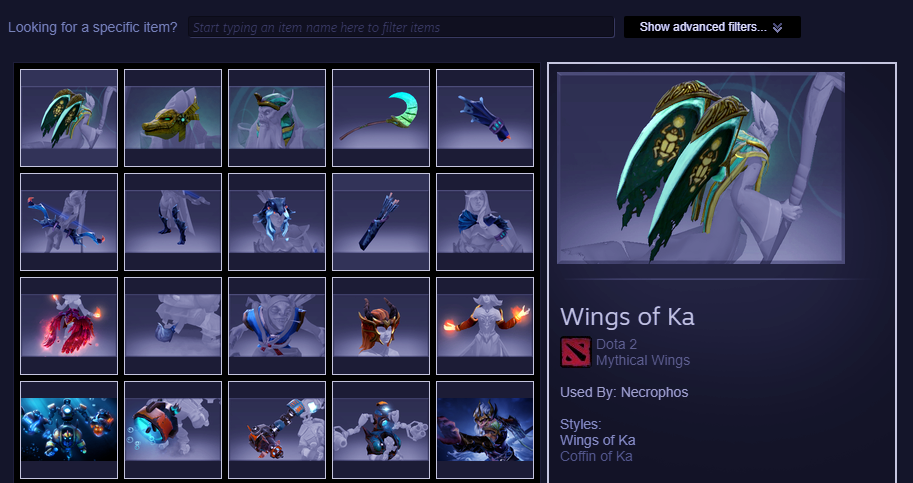 Looking for a specific item?
Start typing an item name here to filter items
Show advanced filters...
Wings of Ka
Dota 2
Mythical Wings
Used By: Necrophos
Styles:
Wings of Ka
Coffin of Ka